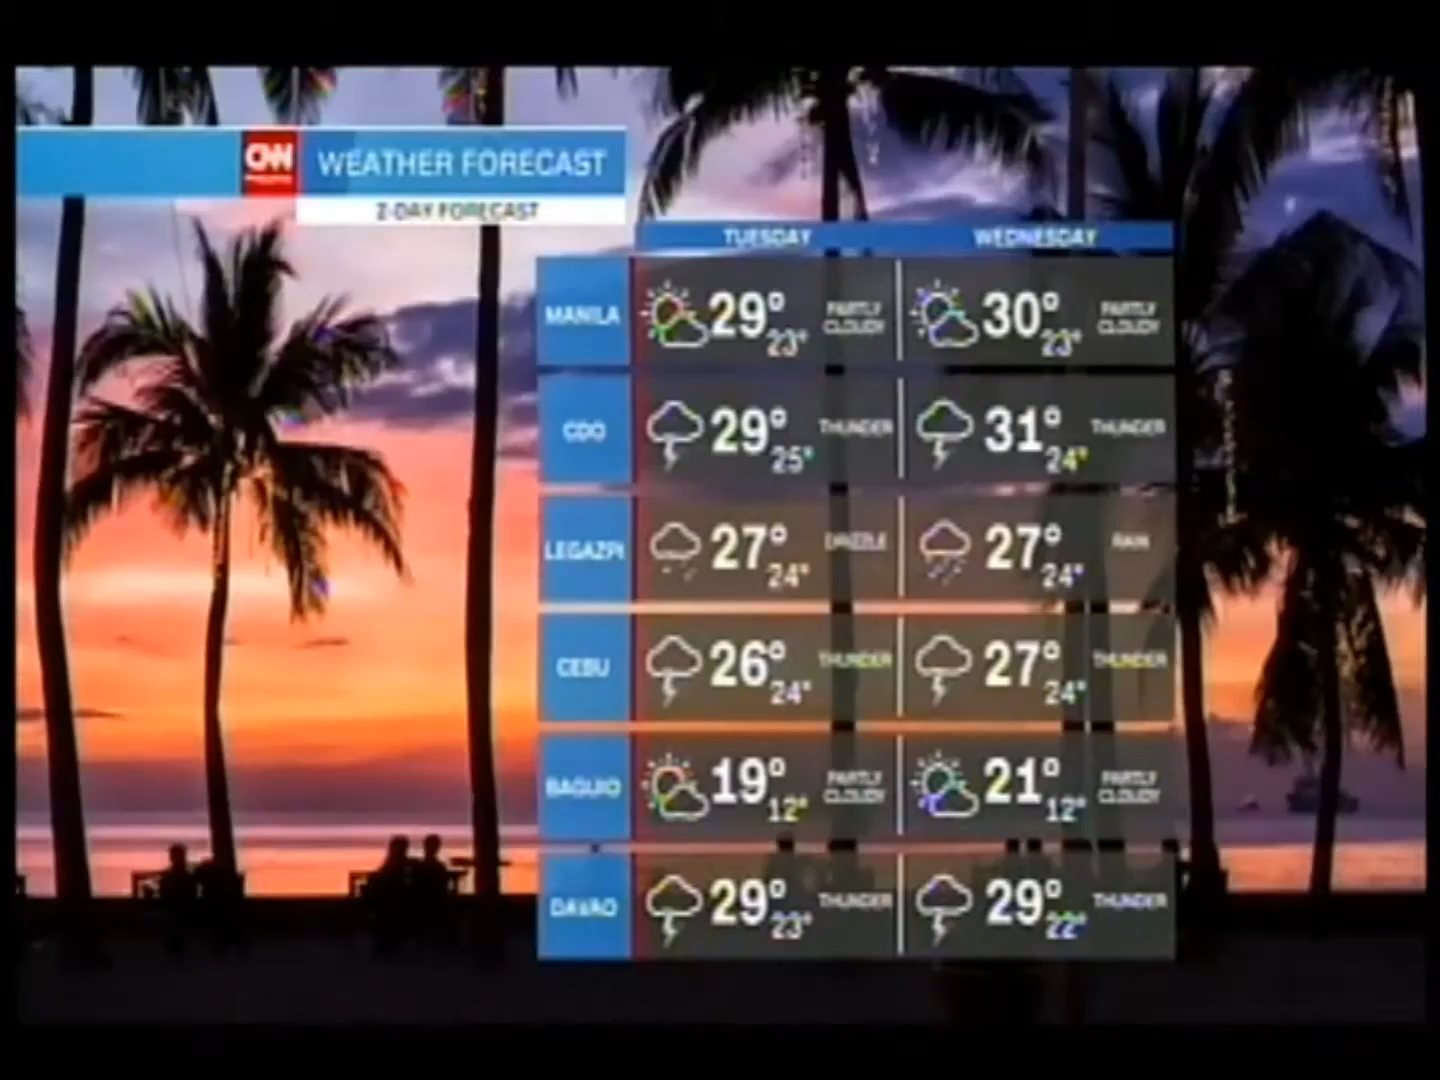 CNN
WEATHER FORECAST
2-DAY FORECAST
TUESDAY WEDNESDAY
MANILA 29° 23° PARTLY CLOUDY 30° 23° PARTLY CLOUDY
CDO 29° 25° THUNDER 31° 24° THUNDER
LEGAZPI 27° 24° DRIZZLE 27° 24° RAIN
CEBU 26° 24° THUNDER 27° 24° THUNDER
BAGUIO 19° 12° PARTLY CLOUDY 21° 12° PARTLY CLOUDY
DAVAO 29° 23° THUNDER 29° 22° THUNDER